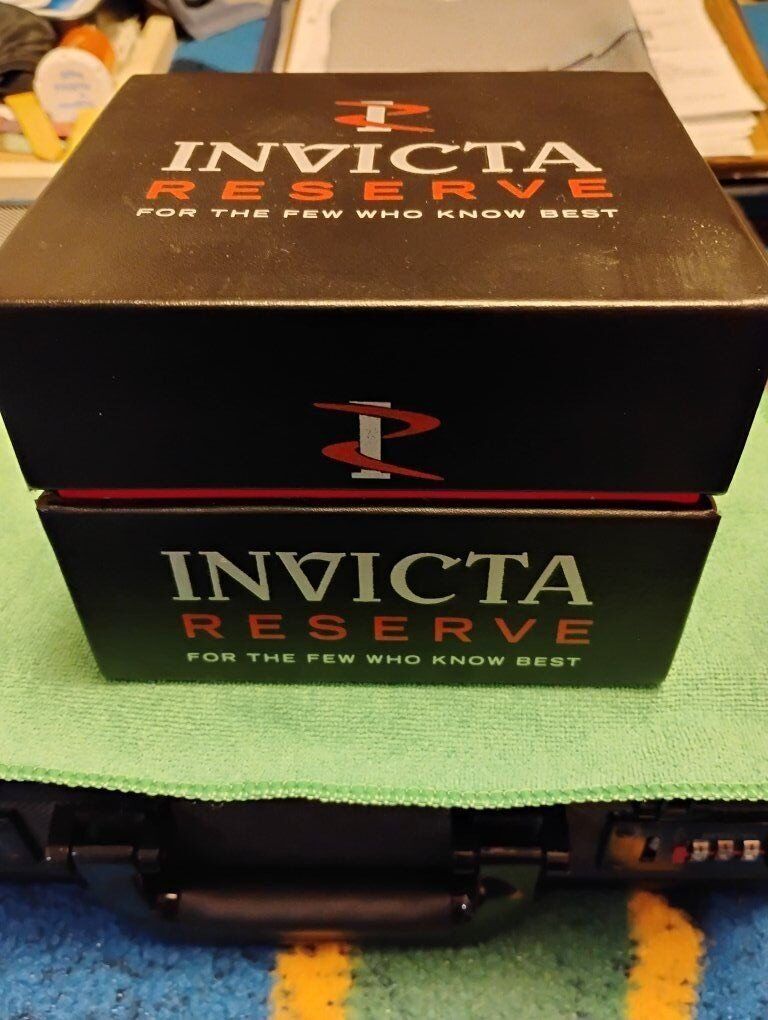 INVICTA
RESERVE
FOR THE FEW WHO KNOW BEST
INVICTA
RESERVE
FOR THE FEW WHO KNOW BEST